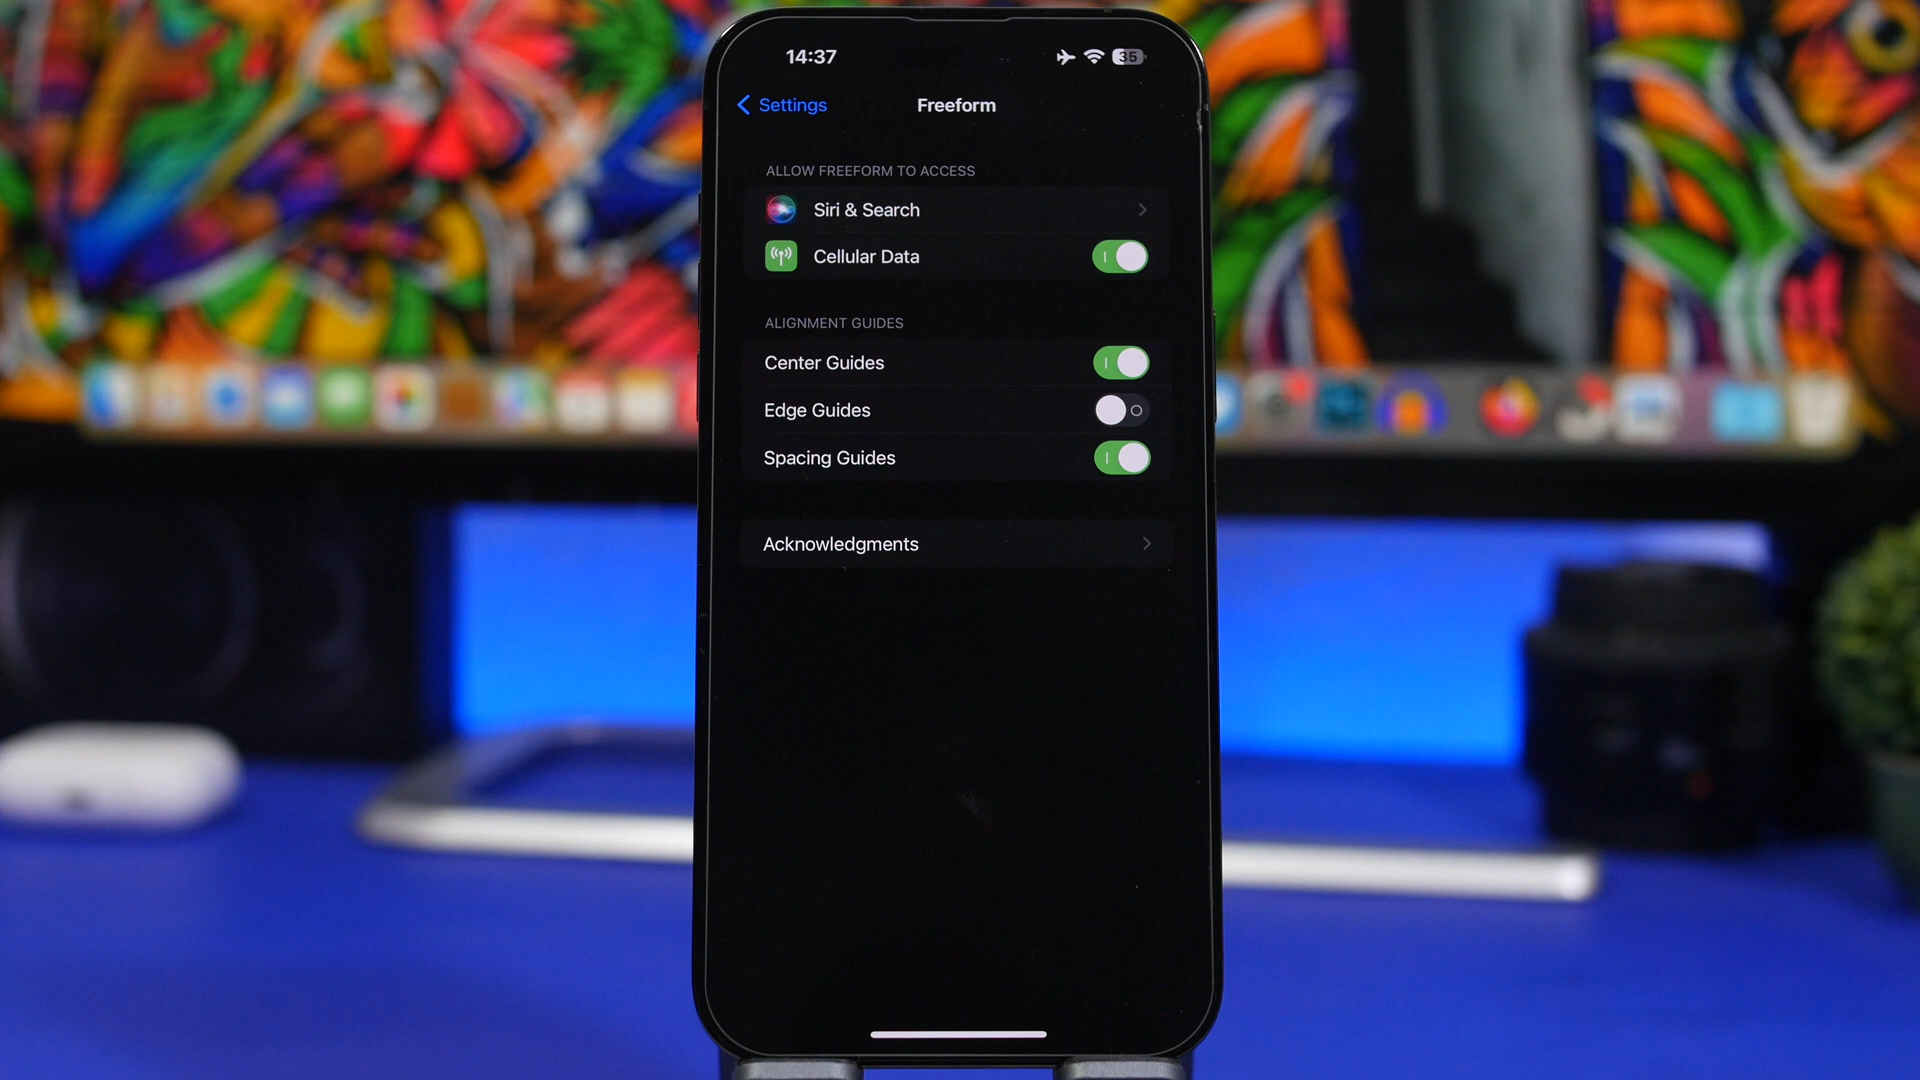 14:37 35
Settings Freeform
ALLOW FREEFORM TO ACCESS
Siri & Search
Cellular Data
ALIGNMENT GUIDES
Center Guides
Edge Guides
Spacing Guides
Acknowledgments